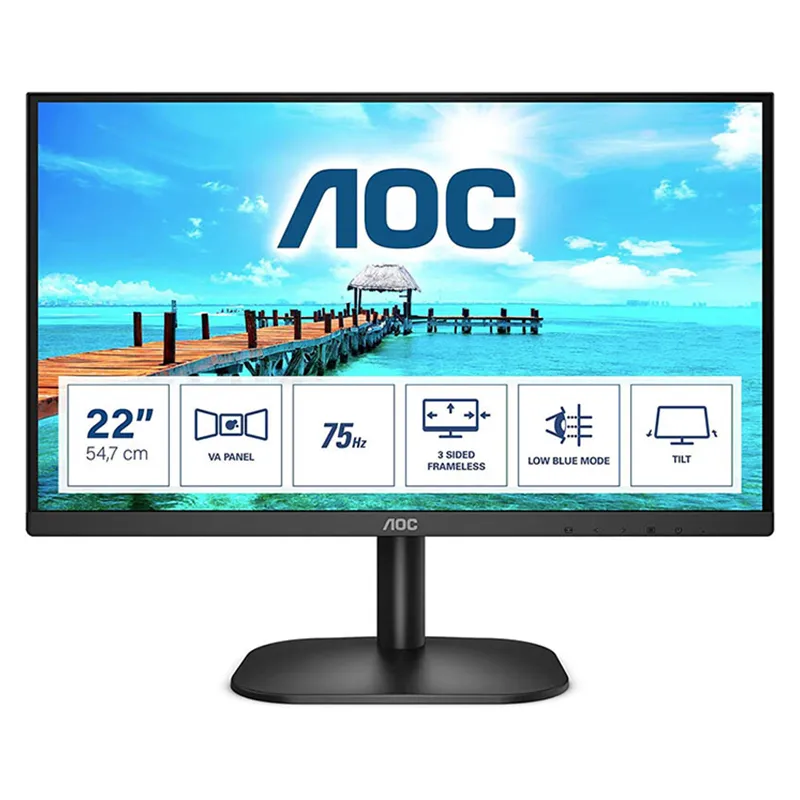 AOC
22"
54,7 cm
VA PANEL
75Hz
3 SIDED
FRAMELESS
LOW BLUE MODE
TILT
AOC